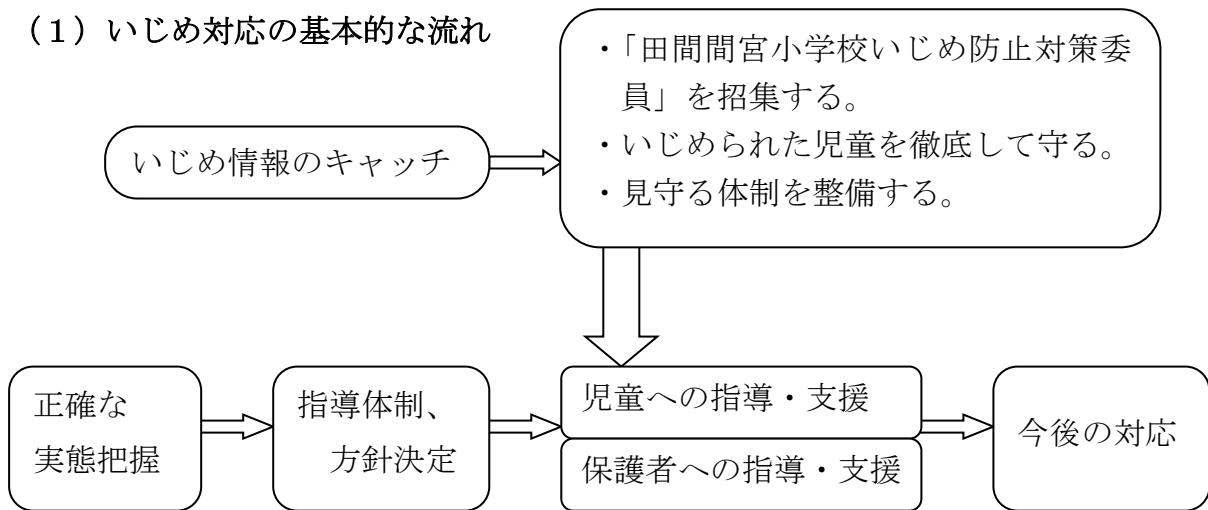 （１）いじめ対応の基本的な流れ
・「田間間宮小学校いじめ防止対策委
員」を招集する。
・いじめられた児童を徹底して守る。
・見守る体制を整備する。
いじめ情報のキャッチ
正確な
実態把握
指導体制、
方針決定
児童への指導・支援
保護者への指導・支援
今後の対応